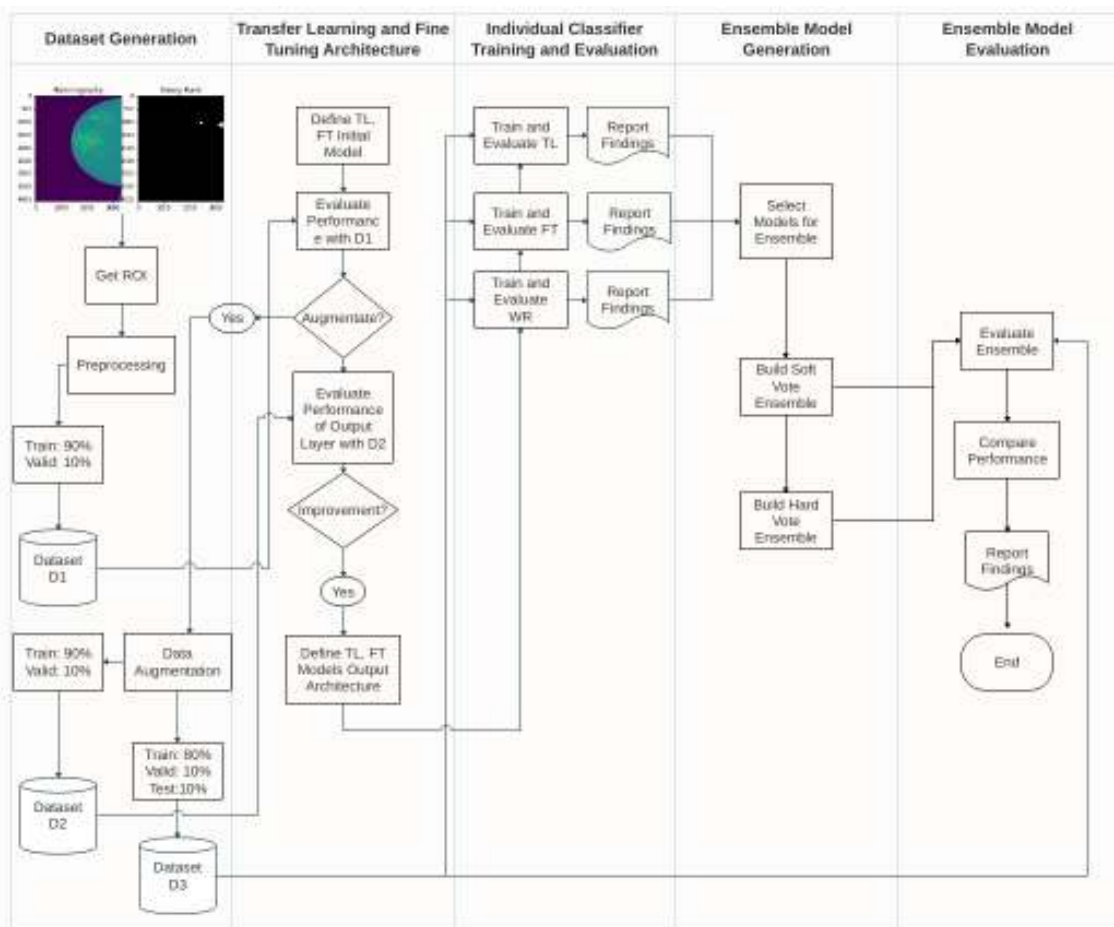 Dataset Generation
Transfer Learning and Fine
Tuning Architecture
Individual Classifier
Training and Evaluation
Ensemble Model
Generation
Ensemble Model
Evaluation
Get ROI
Preprocessing
Train: 90%
Valid: 10%
Dataset
D1
Train: 90%
Valid: 10%
Data
Augmentation
Train: 80%
Valid: 10%
Test:10%
Dataset
D2
Dataset
D3
Define TL,
FT Initial
Model
Evaluate
Performanc
e with D1
Augmentate?
Yes
Evaluate
Performance
of Output
Layer with D2
Improvement?
Yes
Define TL, FT
Models Output
Architecture
Train and
Evaluate TL
Report
Findings
Train and
Evaluate FT
Report
Findings
Train and
Evaluate
WR
Report
Findings
Select
Models for
Ensemble
Build Soft
Vote
Ensemble
Build Hard
Vote
Ensemble
Evaluate
Ensemble
Compare
Performance
Report
Findings
End